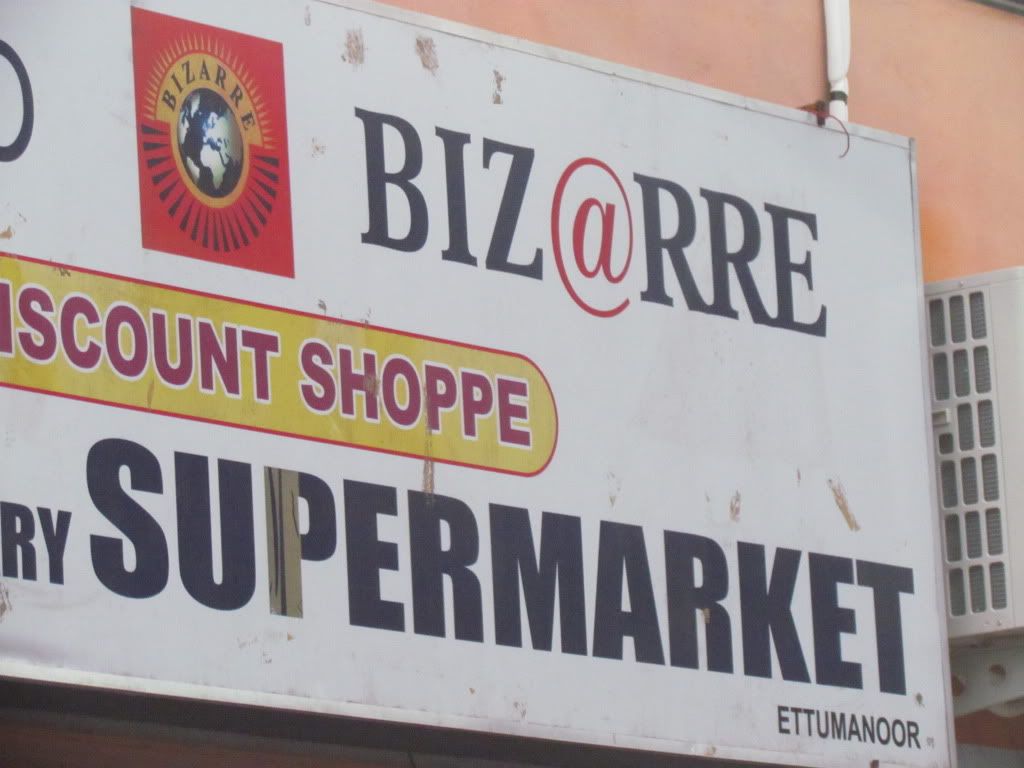 BIZARRE
BIZ@RRE
ISCOUNT SHOPPE
RY SUPERMARKET
ETTUMANOOR